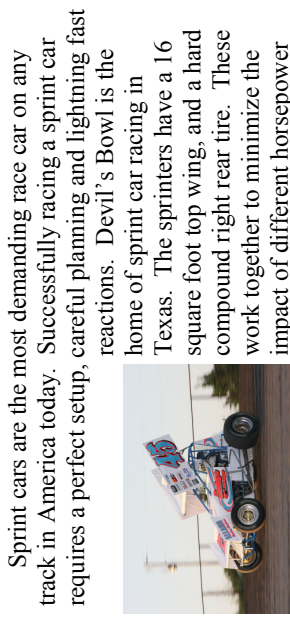 Sprint cars are the most demanding race car on any
track in America today.  Successfully racing a sprint car
requires a perfect setup, careful planning and lightning fast
reactions.  Devil's Bowl is the
home of sprint car racing in
Texas.  The sprinters have a 16
square foot top wing, and a hard
compound right rear tire.  These
work together to minimize the
impact of different horsepower